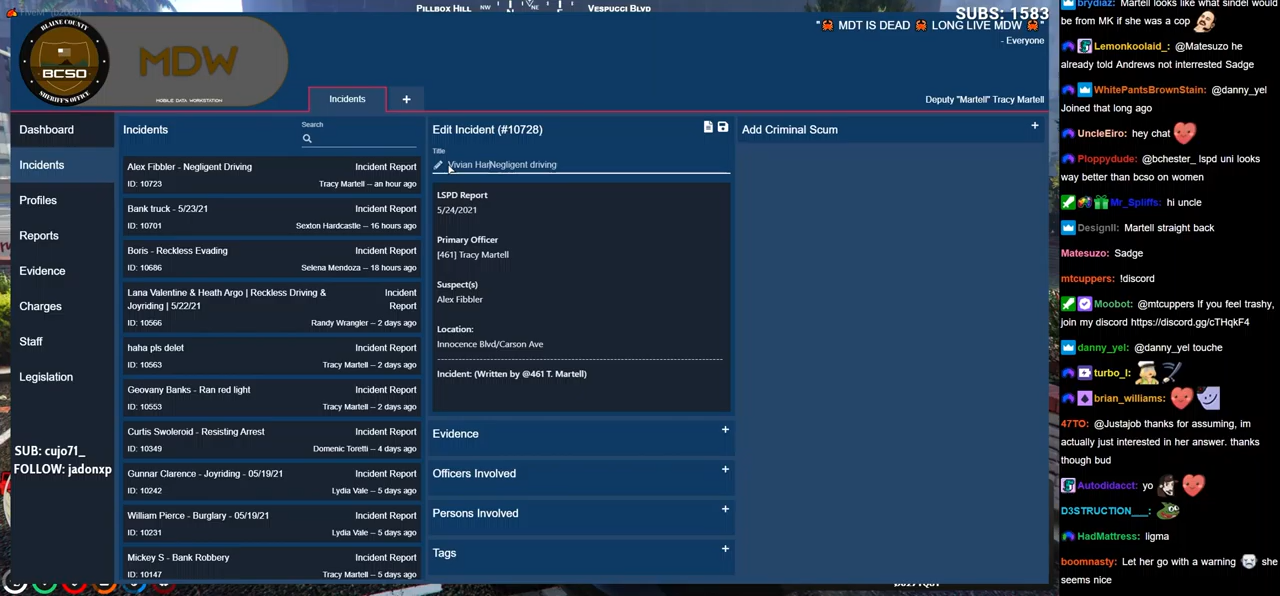 PILLBOX HILL NW NE VESPUCCI BLVD
SUBS: 1583
" 🦀 MDT IS DEAD 🦀 LONG LIVE MDW 🦀 "
- Everyone
BLAINE COUNTY
BCSO
SHERIFF'S OFFICE
MDW
MOBILE DATA WORKSTATION
Incidents
+
Deputy "Martell" Tracy Martell
Dashboard
Incidents
Profiles
Reports
Evidence
Charges
Staff
Legislation
SUB: cujo71_
FOLLOW: jadonxp
Incidents
Search
Alex Fibbler - Negligent Driving Incident Report
ID: 10723 Tracy Martell -- an hour ago
Bank truck - 5/23/21 Incident Report
ID: 10701 Sexton Hardcastle -- 16 hours ago
Boris - Reckless Evading Incident Report
ID: 10686 Selena Mendoza -- 18 hours ago
Lana Valentine & Heath Argo | Reckless Driving & Incident
Joyriding | 5/22/21 Report
ID: 10566 Randy Wrangler -- 2 days ago
haha pls delet Incident Report
ID: 10563 Tracy Martell -- 2 days ago
Geovany Banks - Ran red light Incident Report
ID: 10553 Tracy Martell -- 2 days ago
Curtis Swoleroid - Resisting Arrest Incident Report
ID: 10349 Domenic Toretti -- 4 days ago
Gunnar Clarence - Joyriding - 05/19/21 Incident Report
ID: 10242 Lydia Vale -- 5 days ago
William Pierce - Burglary - 05/19/21 Incident Report
ID: 10231 Lydia Vale -- 5 days ago
Mickey S - Bank Robbery Incident Report
ID: 10147 Tracy Martell -- 5 days ago
Edit Incident (#10728)
Title
Vivian HarNegligent driving
LSPD Report
5/24/2021
Primary Officer
[461] Tracy Martell
Suspect(s)
Alex Fibbler
Location:
Innocence Blvd/Carson Ave
--------------------------------------------------------------------------------
Incident: (Written by @461 T. Martell)
Evidence +
Officers Involved +
Persons Involved +
Tags +
Add Criminal Scum +
brydiaz: Martell looks like what sindel would
be from MK if she was a cop
Lemonkoolaid_: @Matesuzo he
already told Andrews not interrested Sadge
WhitePantsBrownStain: @danny_yel
Joined that long ago
UncleEiro: hey chat
Ploppydude: @bchester_ lspd uni looks
way better than bcso on women
Mr_Spliffs: hi uncle
DesignII: Martell straight back
Matesuzo: Sadge
mtcuppers: !discord
Moobot: @mtcuppers If you feel trashy,
join my discord https://discord.gg/cTHqkF4
danny_yel: @danny_yel touche
turbo_l:
brian_williams:
47TO: @Justajob thanks for assuming, im
actually just interested in her answer. thanks
though bud
Autodidacct: yo
D3STRUCTION___:
HadMattress: ligma
boomnasty: Let her go with a warning she
seems nice